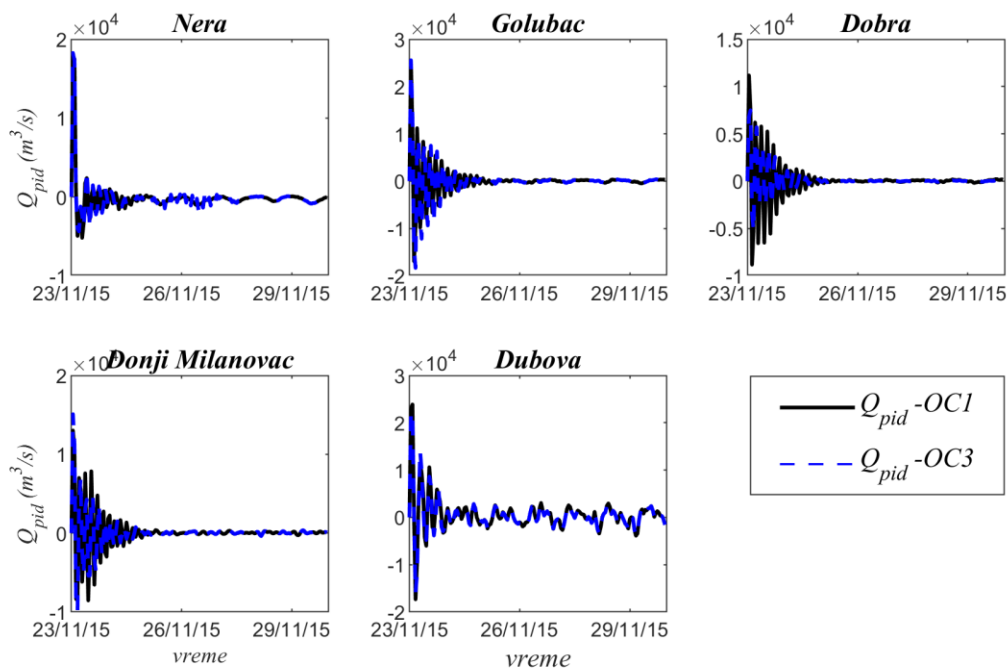 Nera
×10⁴
2
1
0
-1
Q_pid (m³/s)
23/11/15 26/11/15 29/11/15
Golubac
×10⁴
3
2
1
0
-1
-2
23/11/15 26/11/15 29/11/15
Dobra
×10⁴
1.5
1
0.5
0
-0.5
-1
23/11/15 26/11/15 29/11/15
Donji Milanovac
×10⁴
2
1
0
-1
Q_pid (m³/s)
23/11/15 26/11/15 29/11/15
vreme
Dubova
×10⁴
3
2
1
0
-1
-2
23/11/15 26/11/15 29/11/15
vreme
Q_pid -OC1
Q_pid -OC3